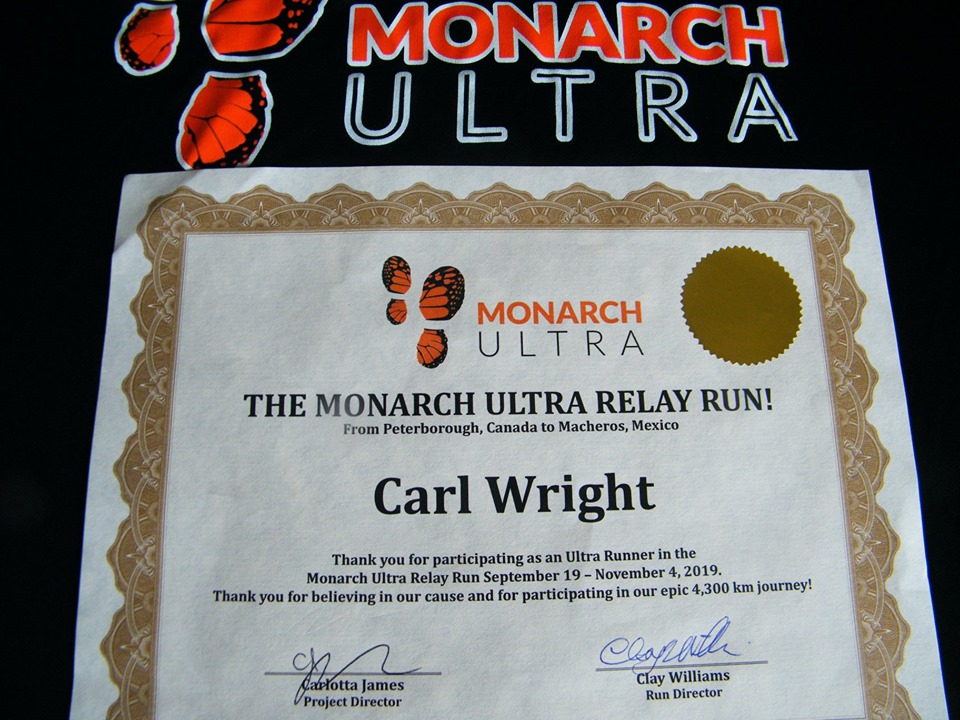 MONARCH
ULTRA
MONARCH
ULTRA
THE MONARCH ULTRA RELAY RUN!
From Peterborough, Canada to Macheros, Mexico
Carl Wright
Thank you for participating as an Ultra Runner in the
Monarch Ultra Relay Run September 19 – November 4, 2019.
Thank you for believing in our cause and for participating in our epic 4,300 km journey!
Carlotta James
Project Director
Clay Williams
Run Director